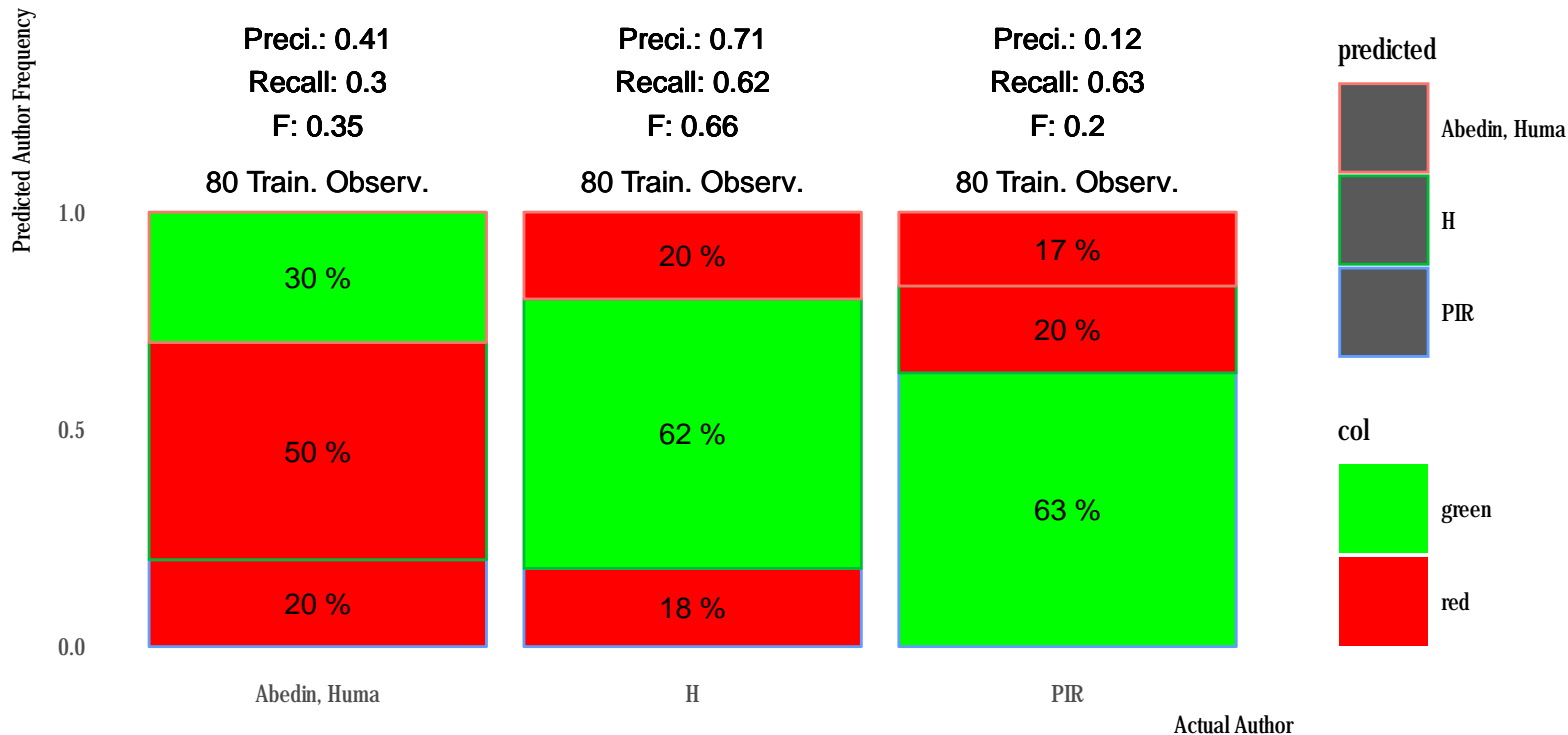 Predicted Author Frequency
Preci.: 0.41
Recall: 0.3
F: 0.35
80 Train. Observ.
Preci.: 0.71
Recall: 0.62
F: 0.66
80 Train. Observ.
Preci.: 0.12
Recall: 0.63
F: 0.2
80 Train. Observ.
1.0
0.5
0.0
30 %
50 %
20 %
20 %
62 %
18 %
17 %
20 %
63 %
Abedin, Huma
H
PIR
Actual Author
predicted
Abedin, Huma
H
PIR
col
green
red